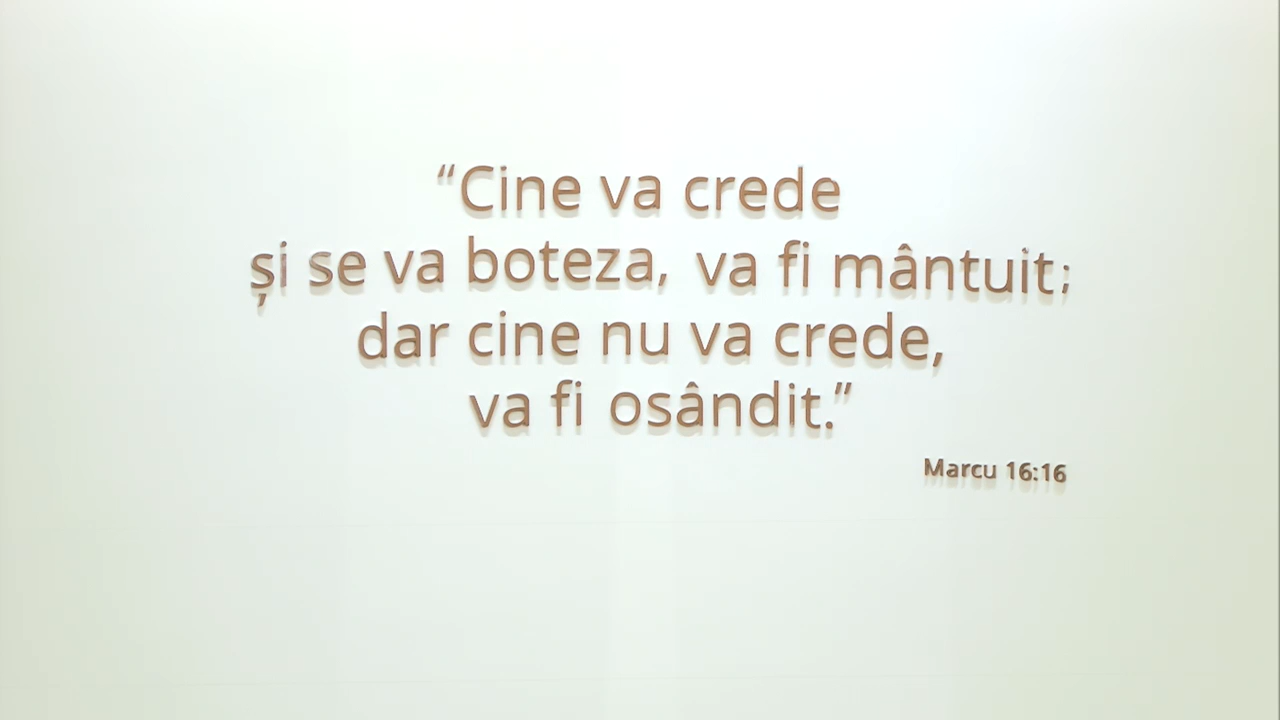 “Cine va crede
și se va boteza, va fi mântuit;
dar cine nu va crede,
va fi osândit.”
Marcu 16:16